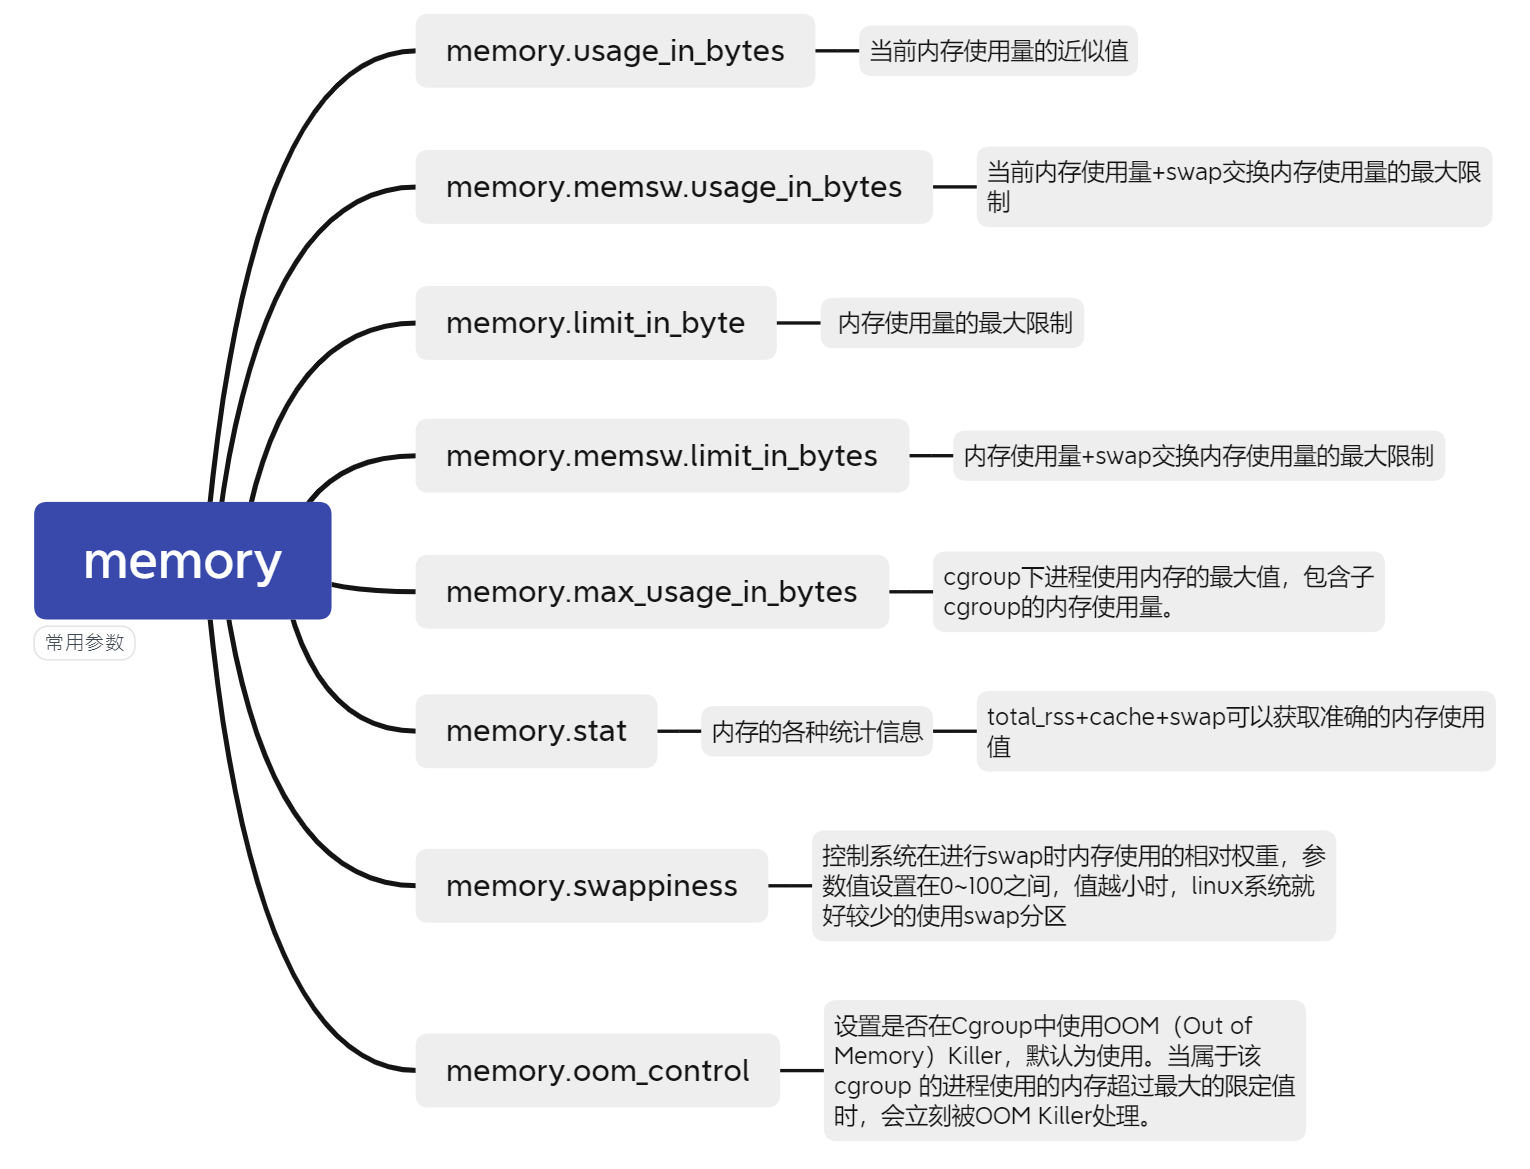 memory.usage_in_bytes
当前内存使用量的近似值
memory.memsw.usage_in_bytes
当前内存使用量+swap交换内存使用量的最大限
制
memory.limit_in_byte
内存使用量的最大限制
memory.memsw.limit_in_bytes
内存使用量+swap交换内存使用量的最大限制
memory
常用参数
memory.max_usage_in_bytes
cgroup下进程使用内存的最大值，包含子
cgroup的内存使用量。
memory.stat
内存的各种统计信息
total_rss+cache+swap可以获取准确的内存使用
值
memory.swappiness
控制系统在进行swap时内存使用的相对权重，参
数值设置在0~100之间，值越小时，linux系统就
好较少的使用swap分区
memory.oom_control
设置是否在Cgroup中使用OOM（Out of
Memory）Killer，默认为使用。当属于该
cgroup 的进程使用的内存超过最大的限定值
时，会立刻被OOM Killer处理。